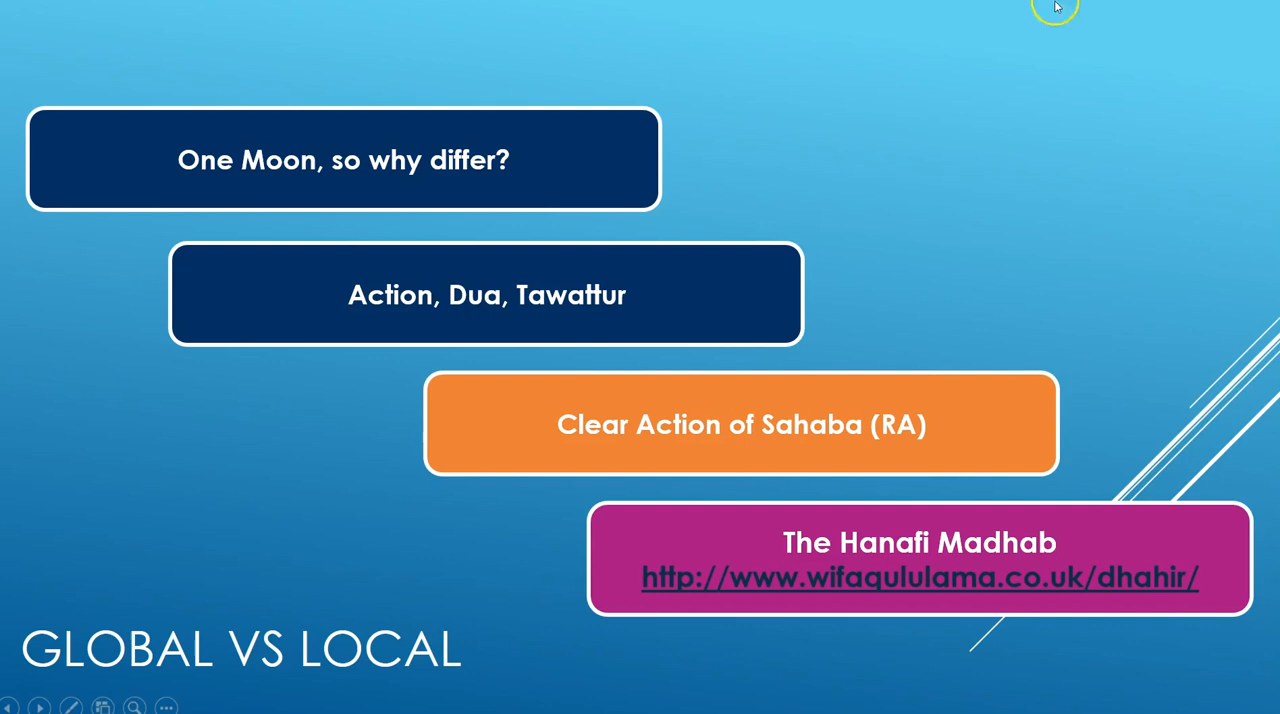 One Moon, so why differ?
Action, Dua, Tawattur
Clear Action of Sahaba (RA)
The Hanafi Madhab
http://www.wifaqululama.co.uk/dhahir/
GLOBAL VS LOCAL